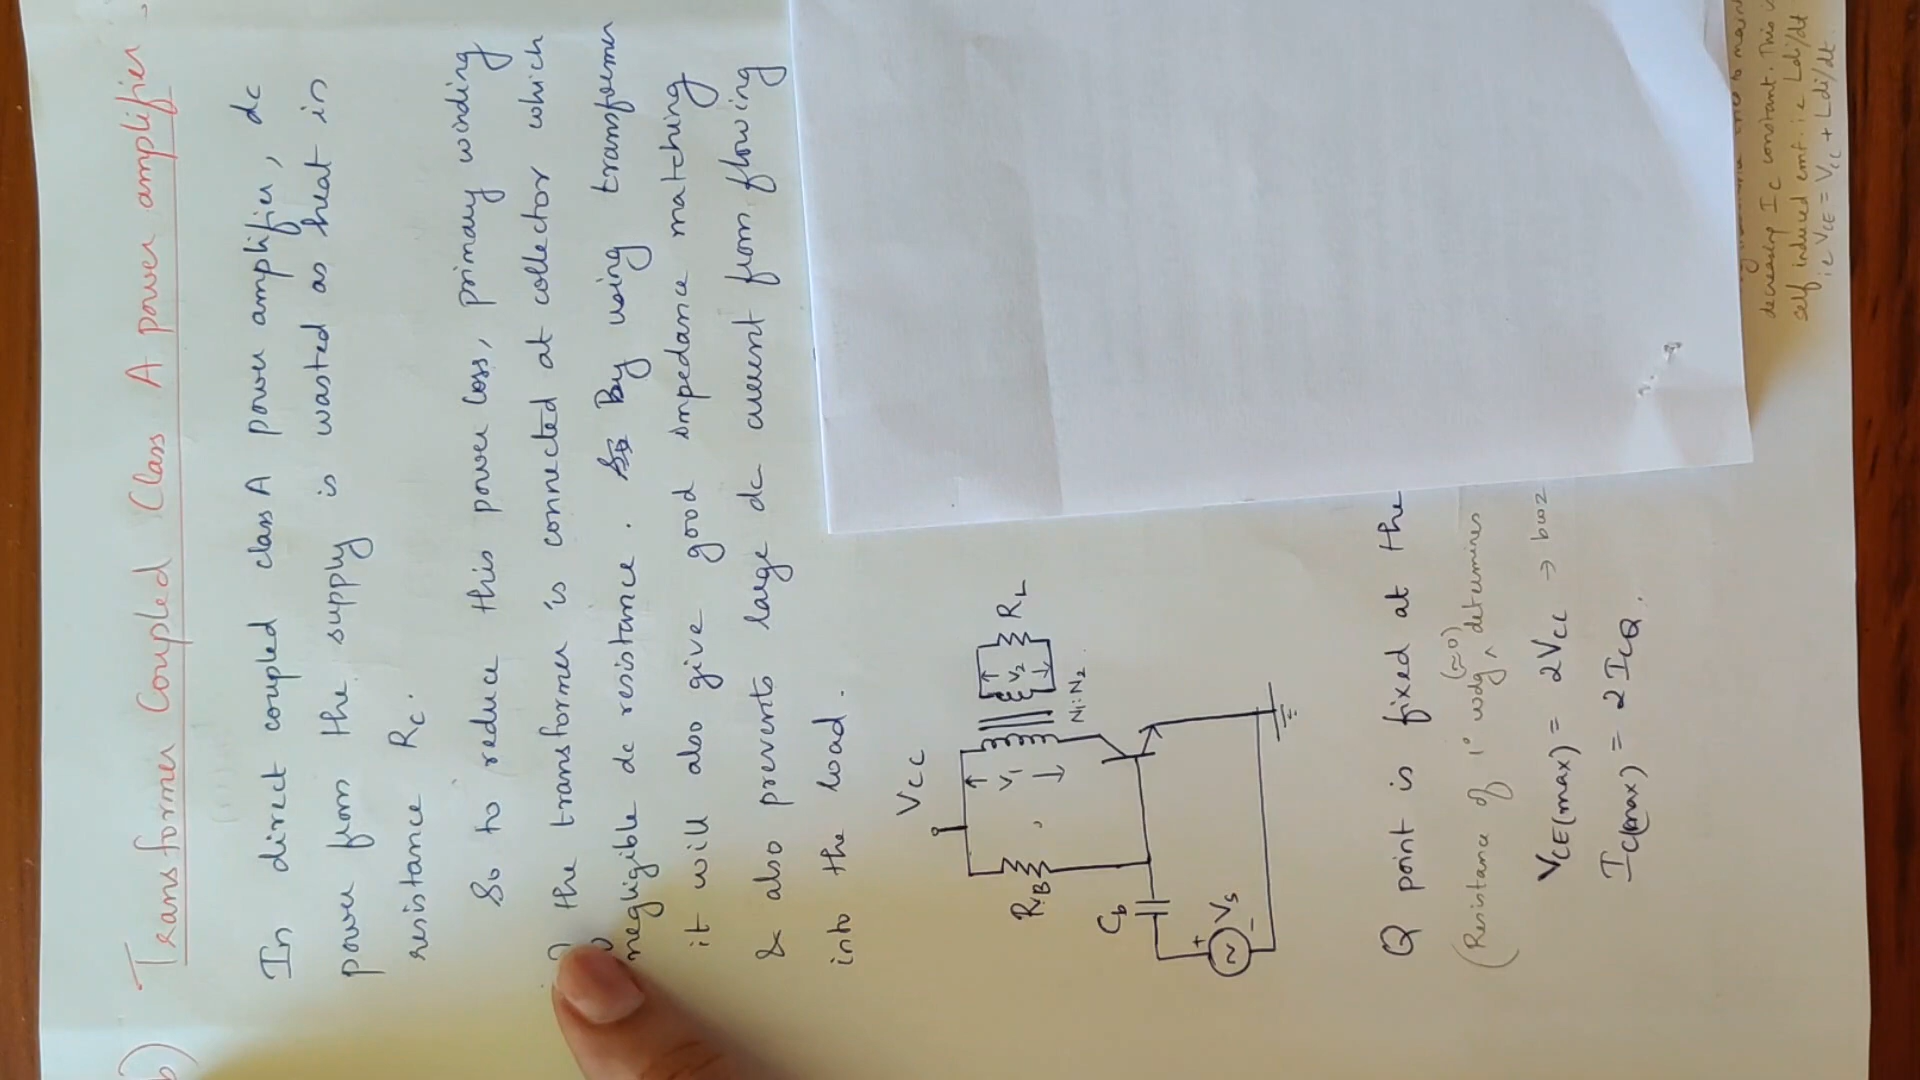 b) Transformer Coupled Class A power amplifier -
In direct coupled class A power amplifier, dc
power from the supply is wasted as heat in
resistance Rc.
So to reduce this power loss, primary winding
of the transformer is connected at collector which
negligible dc resistance. By using transformer
it will also give good impedance matching
& also prevents large dc current from flowing
into the load.
VCC
RB
V1
V2
RL
N1:N2
Cb
+
Vs
-
Q point is fixed at the
(Resistance of 1° wdg (≈0) determines
VCE(max) = 2VCC → bcoz
IC(max) = 2ICQ.
decreasing IC constant. This
self induced emf. i.e Ldi/dt
ie VCE = VCC + Ldi/dt.